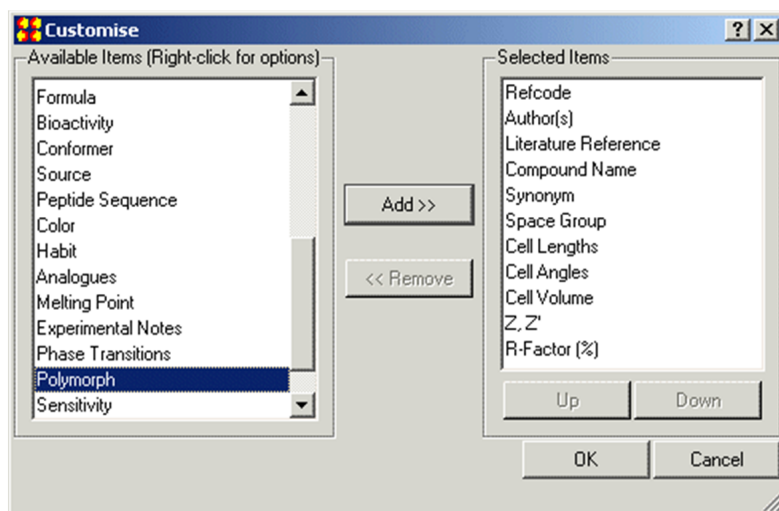 Customise
Available Items (Right-click for options)
Formula
Bioactivity
Conformer
Source
Peptide Sequence
Color
Habit
Analogues
Melting Point
Experimental Notes
Phase Transitions
Polymorph
Sensitivity
Add >>
<< Remove
Selected Items
Refcode
Author(s)
Literature Reference
Compound Name
Synonym
Space Group
Cell Lengths
Cell Angles
Cell Volume
Z, Z'
R-Factor (%)
Up
Down
OK
Cancel